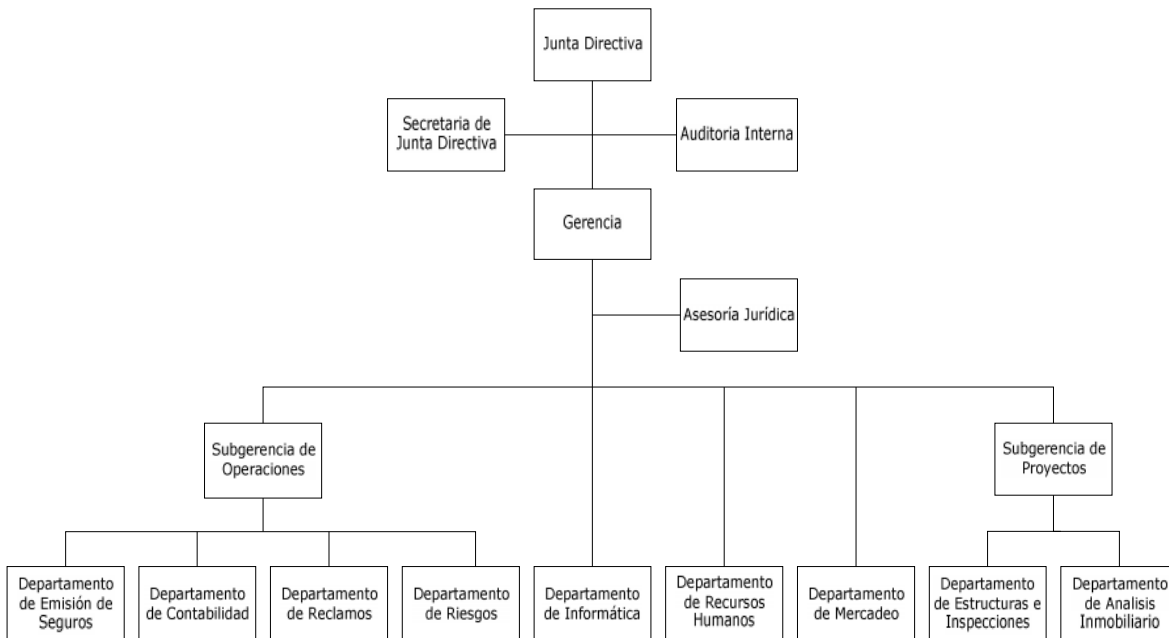 Junta Directiva
Secretaria de
Junta Directiva
Auditoria Interna
Gerencia
Asesoría Jurídica
Subgerencia de
Operaciones
Subgerencia de
Proyectos
Departamento
de Emisión de
Seguros
Departamento
de Contabilidad
Departamento
de Reclamos
Departamento
de Riesgos
Departamento
de Informática
Departamento
de Recursos
Humanos
Departamento
de Mercadeo
Departamento
de Estructuras e
Inspecciones
Departamento
de Analisis
Inmobiliario